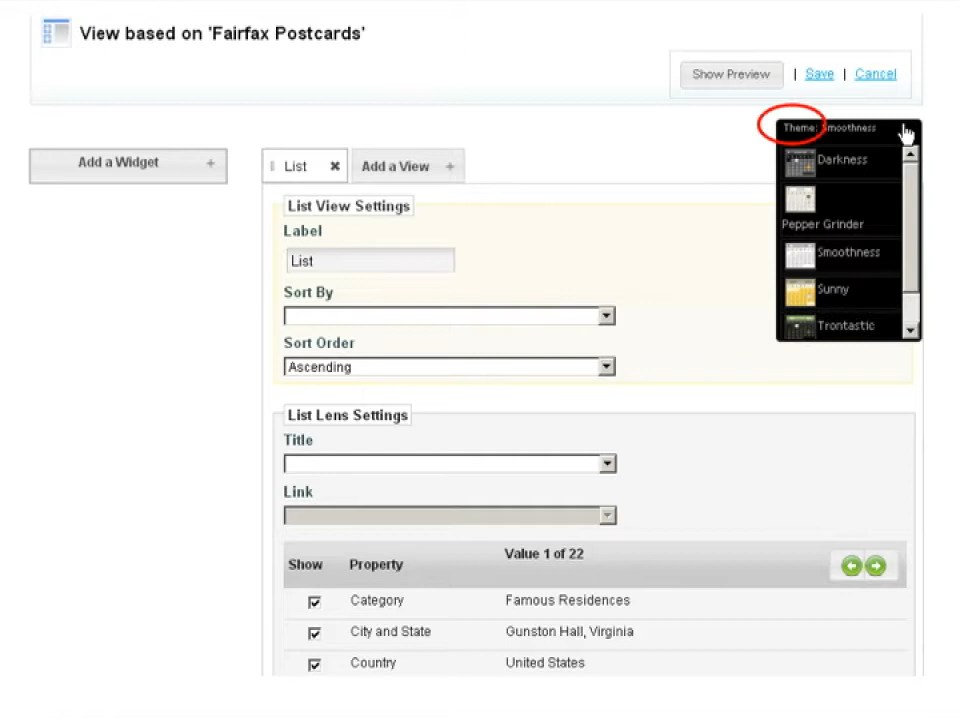 View based on 'Fairfax Postcards'
Show Preview | Save | Cancel
Theme: Smoothness
Darkness
Pepper Grinder
Smoothness
Sunny
Trontastic
Add a Widget +
List ✖ Add a View +
List View Settings
Label
List
Sort By
Sort Order
Ascending
List Lens Settings
Title
Link
Show Property Value 1 of 22
Category Famous Residences
City and State Gunston Hall, Virginia
Country United States